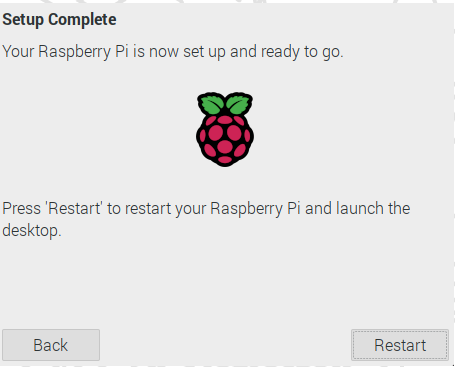 Setup Complete
Your Raspberry Pi is now set up and ready to go.
Press 'Restart' to restart your Raspberry Pi and launch the
desktop.
Back
Restart